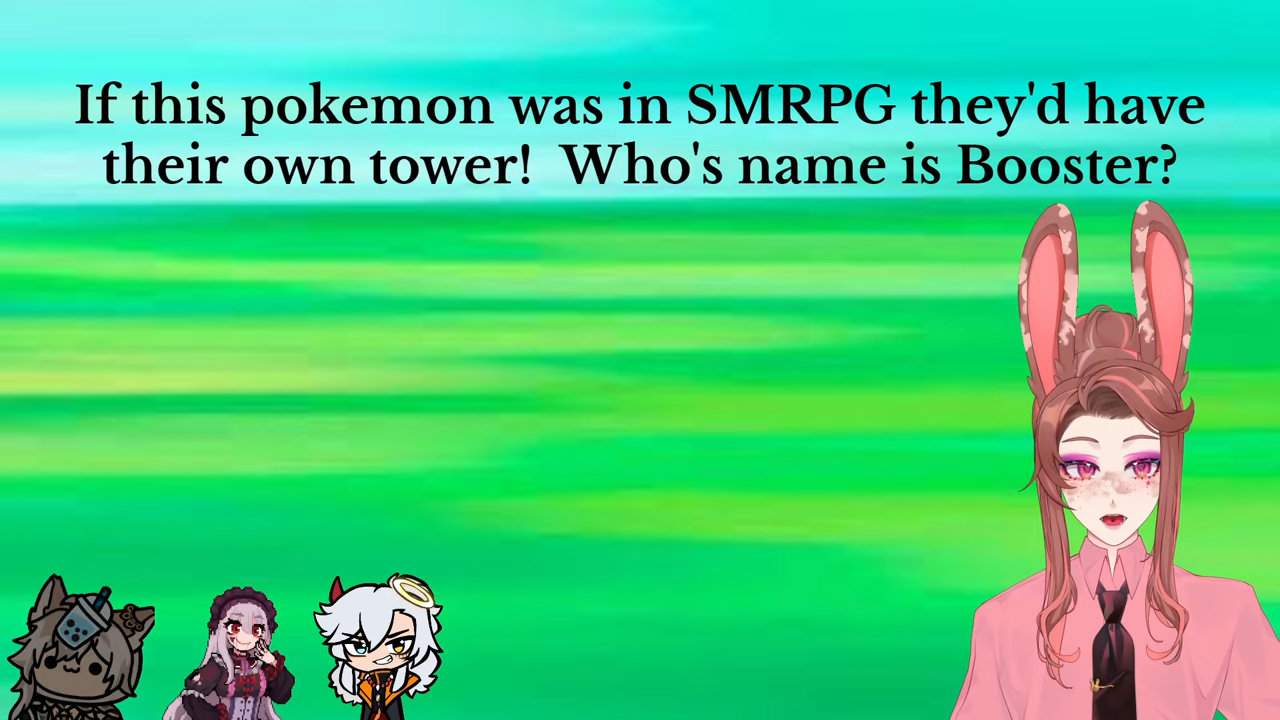 If this pokemon was in SMRPG they'd have
their own tower! Who's name is Booster?